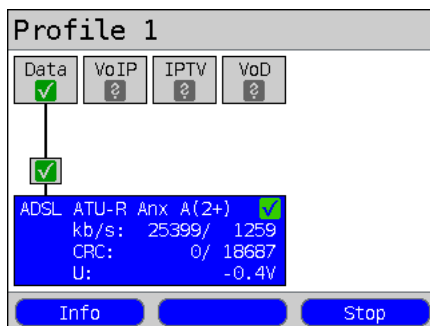 Profile 1
Data VoIP IPTV VoD
? ? ?
ADSL ATU-R Anx A(2+)
kb/s: 25399/ 1259
CRC: 0/ 18687
U: -0.4V
Info Stop